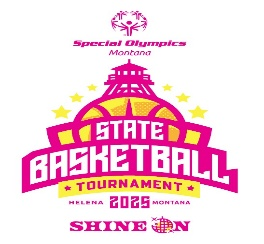 Special Olympics
Montana
STATE
BASKETBALL
TOURNAMENT
HELENA 2025 MONTANA
SHINE ON